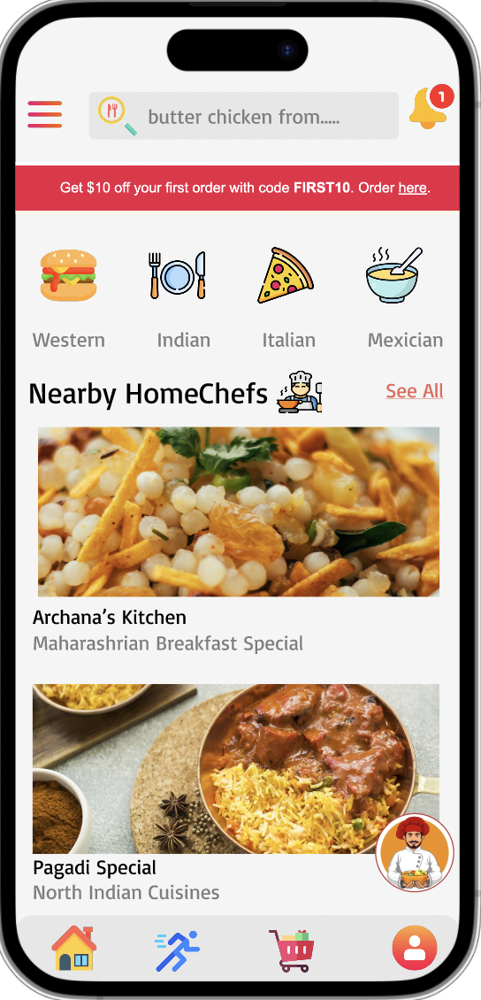 1
butter chicken from.....
Get $10 off your first order with code FIRST10. Order here.
Western Indian Italian Mexician
Nearby HomeChefs See All
Archana’s Kitchen
Maharashrian Breakfast Special
Pagadi Special
North Indian Cuisines